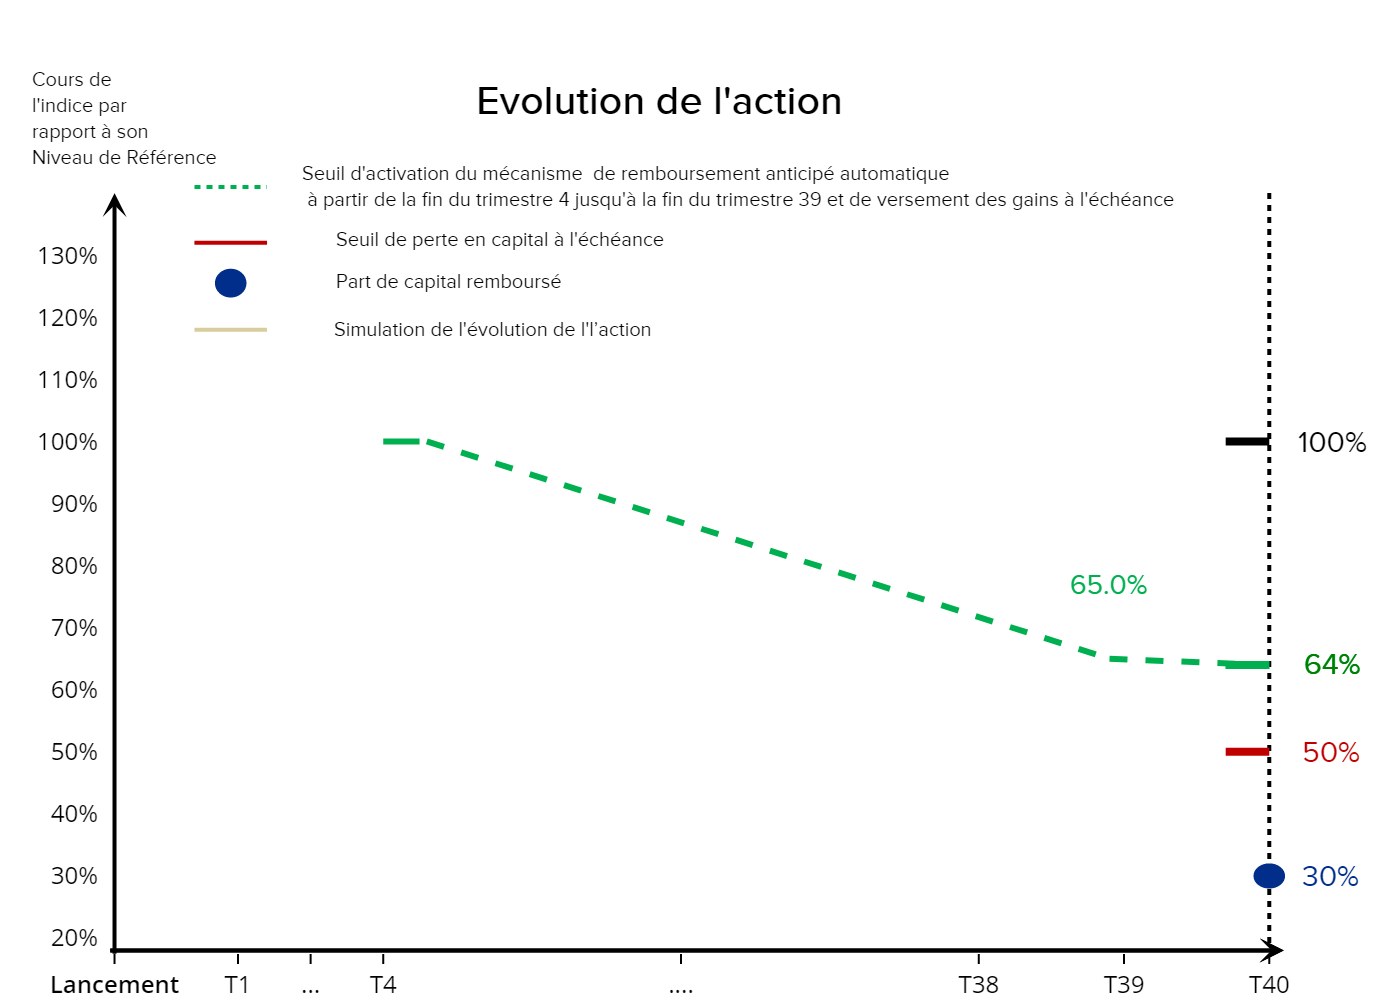 Cours de
l'indice par
rapport à son
Niveau de Référence
Evolution de l'action
Seuil d'activation du mécanisme  de remboursement anticipé automatique
à partir de la fin du trimestre 4 jusqu'à la fin du trimestre 39 et de versement des gains à l'échéance
Seuil de perte en capital à l'échéance
Part de capital remboursé
Simulation de l'évolution de l'l’action
130%
120%
110%
100%
90%
80%
70%
60%
50%
40%
30%
20%
100%
65.0%
64%
50%
30%
Lancement T1 ... T4 .... T38 T39 T40